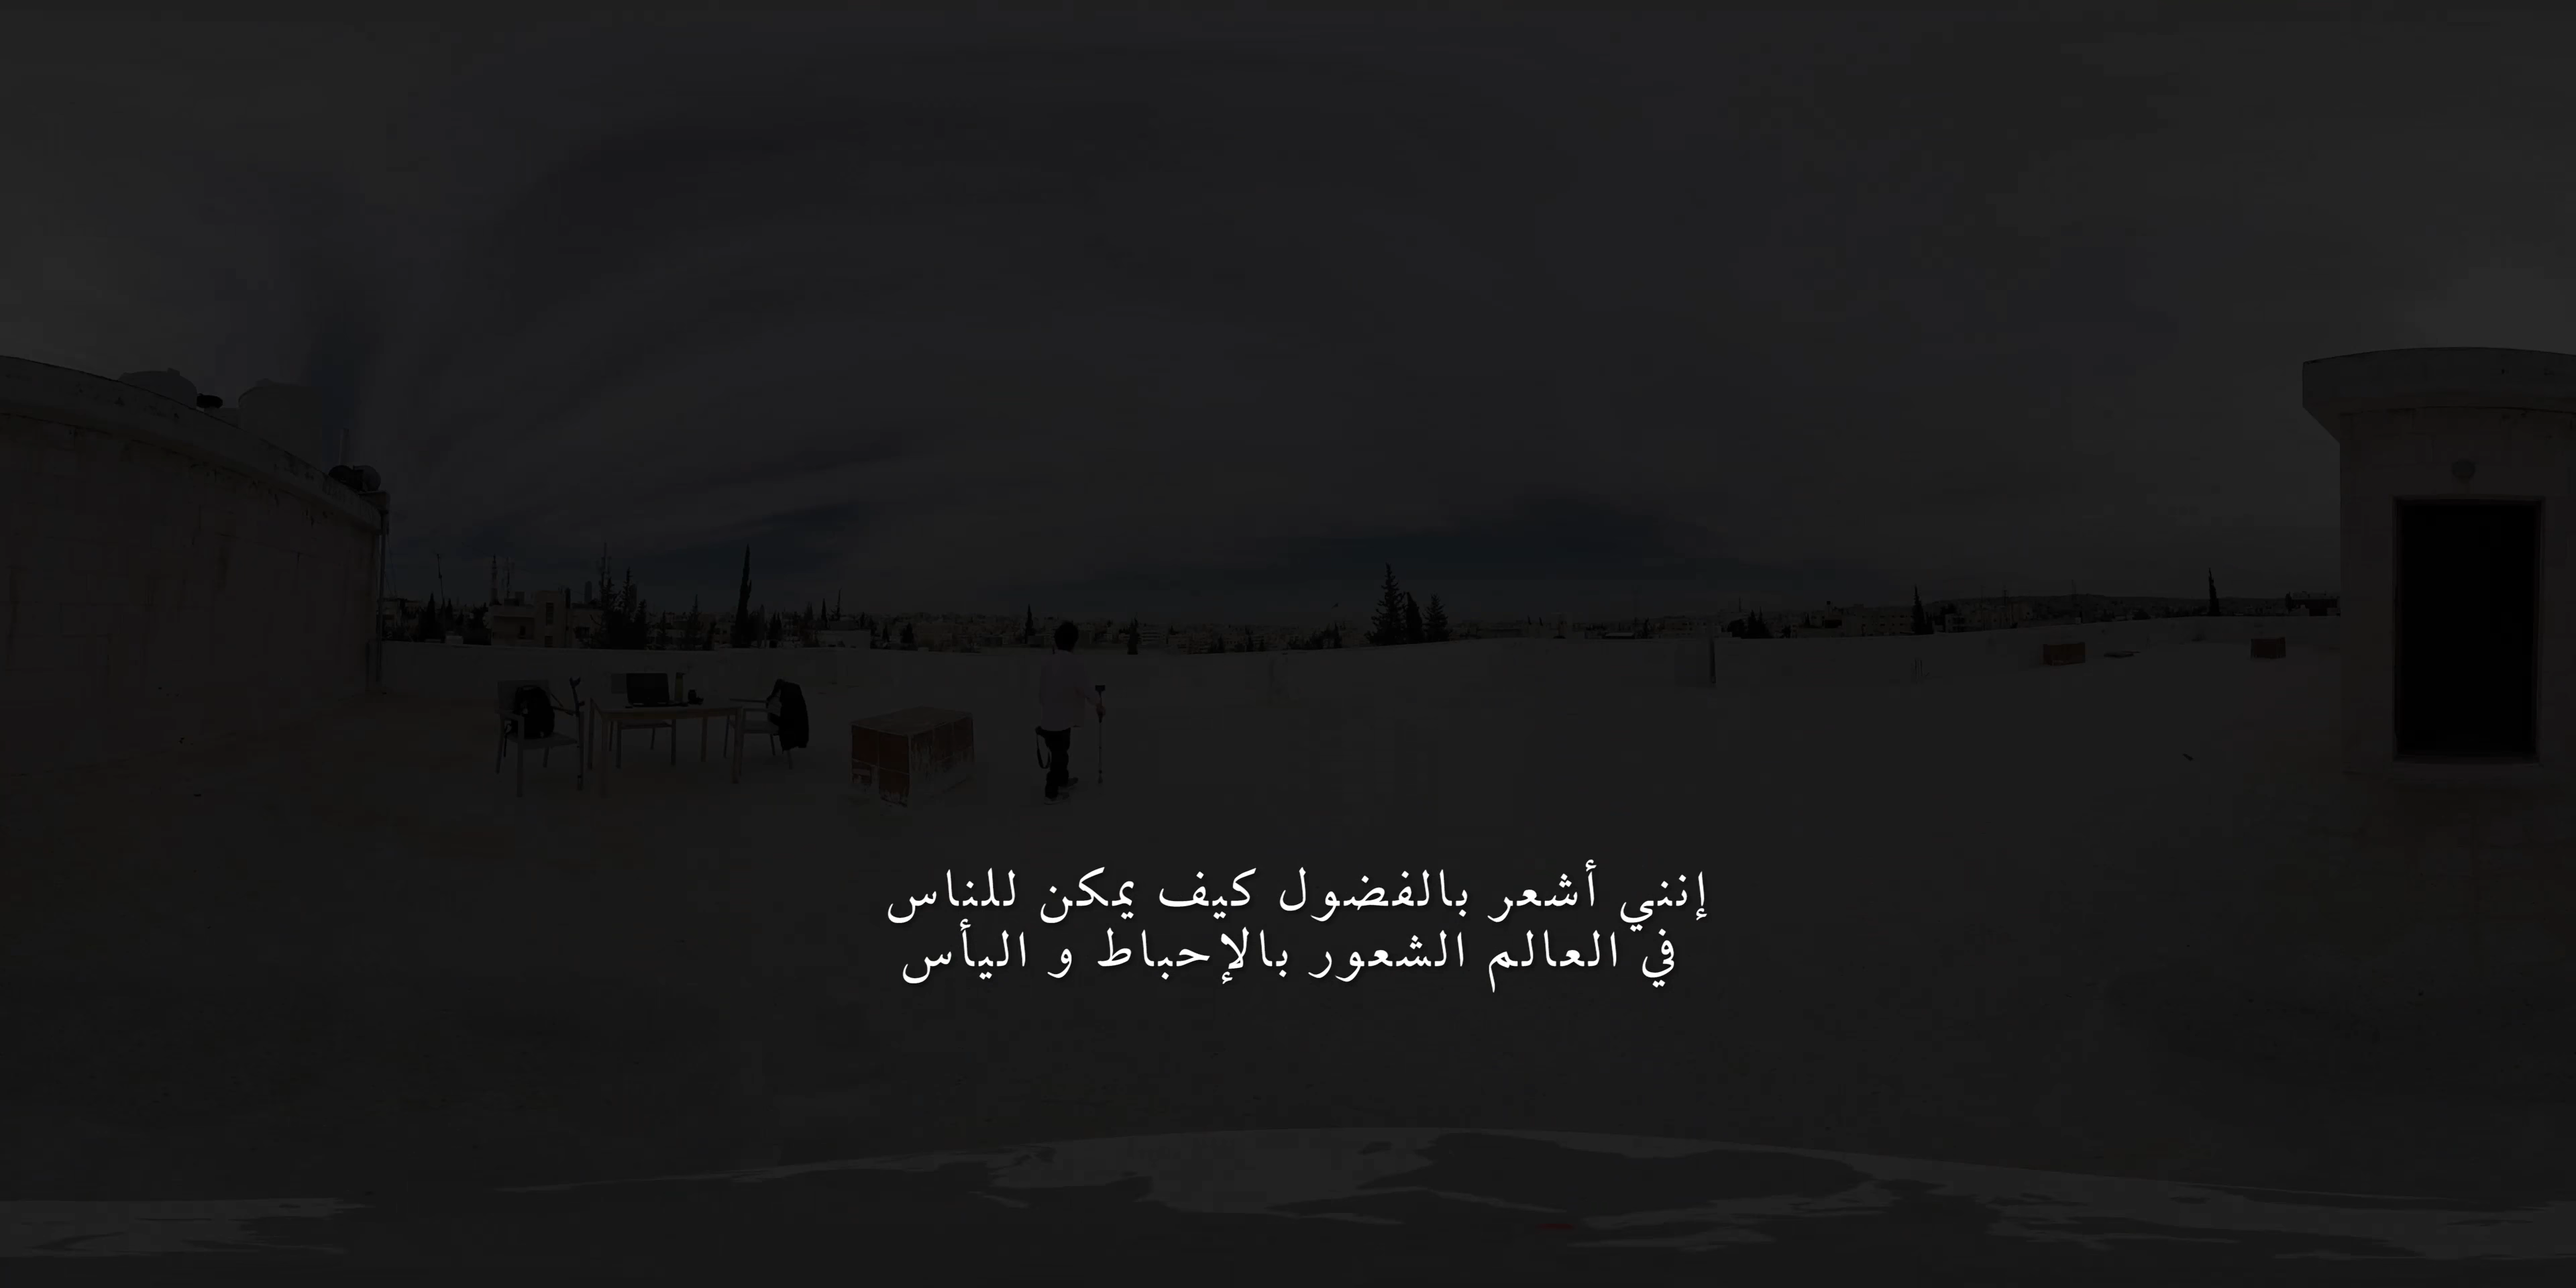 إنني أشعر بالفضول كيف يمكن للناس
في العالم الشعور بالإحباط و اليأس